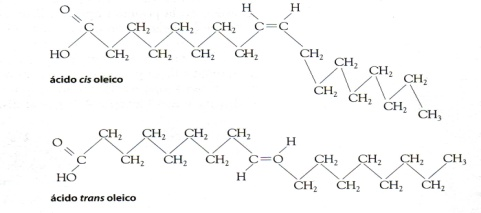 H H
O
C CH₂ CH₂ CH₂ C=C
HO CH₂ CH₂ CH₂ CH₂ CH₂
CH₂
CH₂
CH₂
CH₂
CH₂
CH₂
CH₃
ácido cis oleico
O CH₂ CH₂ CH₂ CH₂ H
C CH₂ CH₂ CH₂ C=O CH₂ CH₂ CH₂ CH₃
HO H CH₂ CH₂ CH₂ CH₂
ácido trans oleico